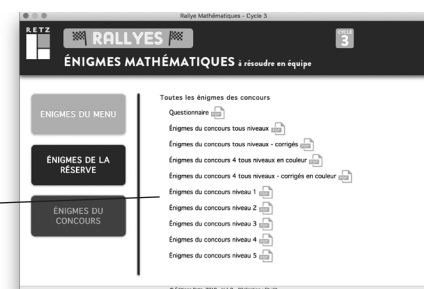 Rallye Mathématiques - Cycle 3
RETZ
RALLYES
CYCLE
3
ÉNIGMES MATHÉMATIQUES à résoudre en équipe
ÉNIGMES DU MENU
ÉNIGMES DE LA
RÉSERVE
ÉNIGMES DU
CONCOURS
Toutes les énigmes des concours
Questionnaire
Énigmes du concours tous niveaux
Énigmes du concours tous niveaux - corrigés
Énigmes du concours 4 tous niveaux en couleur
Énigmes du concours 4 tous niveaux - corrigés en couleur
Énigmes du concours niveau 1
Énigmes du concours niveau 2
Énigmes du concours niveau 3
Énigmes du concours niveau 4
Énigmes du concours niveau 5